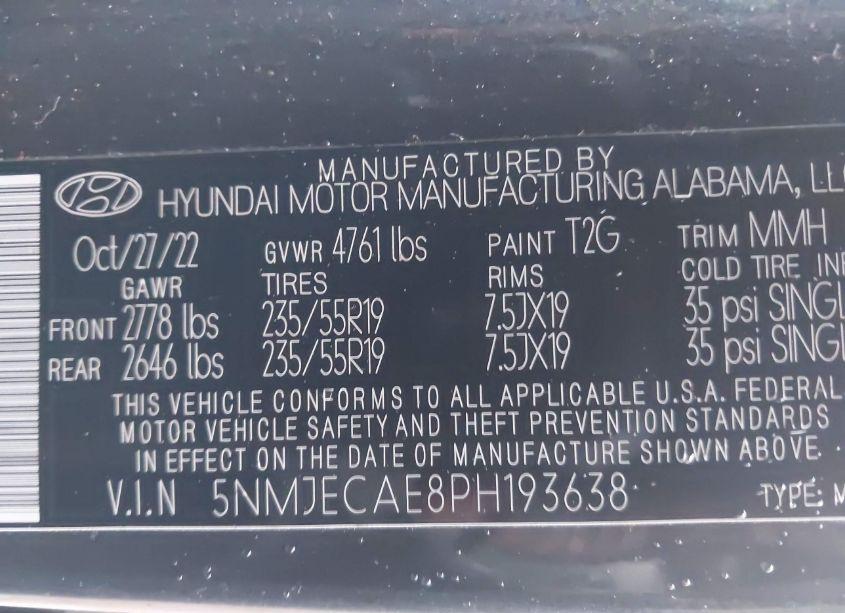 MANUFACTURED BY
HYUNDAI MOTOR MANUFACTURING ALABAMA, LLC
Oct/27/22 GVWR 4761 lbs PAINT T2G TRIM MMH
GAWR TIRES RIMS COLD TIRE INF
FRONT 2778 lbs 235/55R19 7.5JX19 35 psi SINGL
REAR 2646 lbs 235/55R19 7.5JX19 35 psi SINGL
THIS VEHICLE CONFORMS TO ALL APPLICABLE U.S.A. FEDERAL
MOTOR VEHICLE SAFETY AND THEFT PREVENTION STANDARDS
IN EFFECT ON THE DATE OF MANUFACTURE SHOWN ABOVE
V.I.N 5NMJECAE8PH193638 TYPE: M